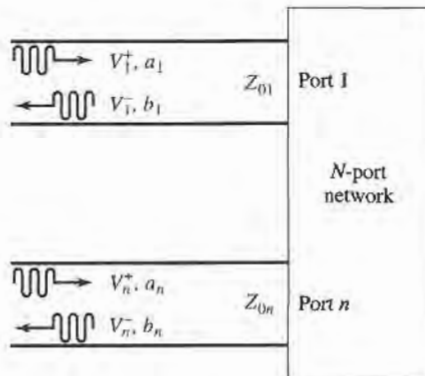 V₁⁺, a₁
V₁⁻, b₁
Z₀₁
Port 1
N-port
network
Vₙ⁺, aₙ
Vₙ⁻, bₙ
Z₀ₙ
Port n